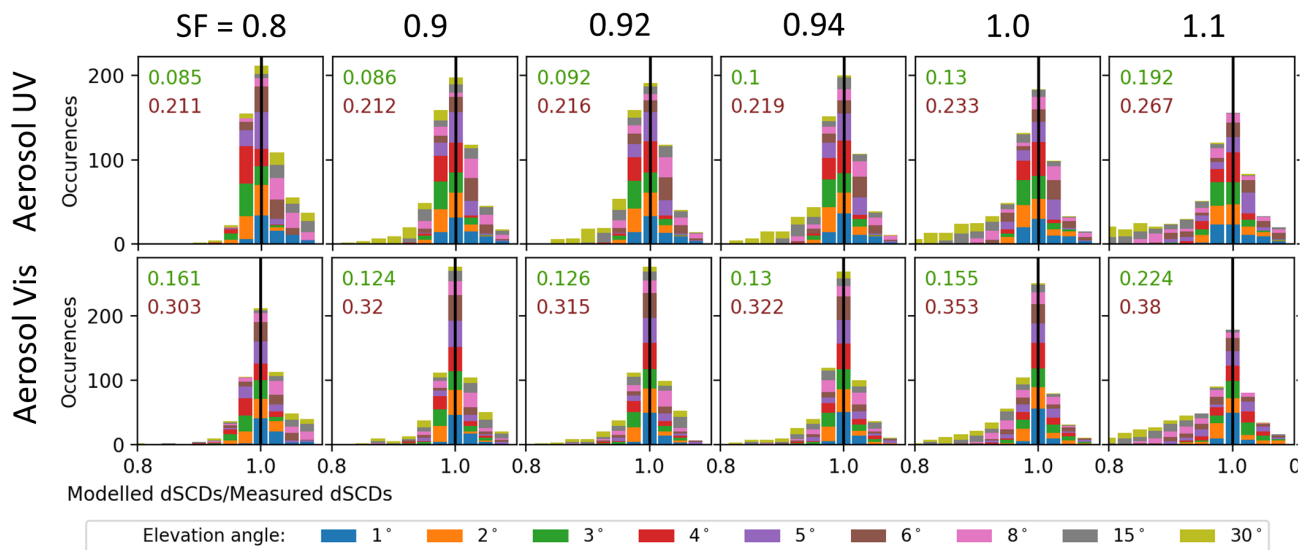 SF = 0.8 0.9 0.92 0.94 1.0 1.1
Aerosol UV
Occurences
200
100
0
0.085 0.086 0.092 0.1 0.13 0.192
0.211 0.212 0.216 0.219 0.233 0.267
Aerosol Vis
Occurences
200
100
0
0.161 0.124 0.126 0.13 0.155 0.224
0.303 0.32 0.315 0.322 0.353 0.38
0.8 1.0 0.8 1.0 0.8 1.0 0.8 1.0 0.8 1.0 0.8 1.0 0
Modelled dSCDs/Measured dSCDs
Elevation angle: 1° 2° 3° 4° 5° 6° 8° 15° 30°